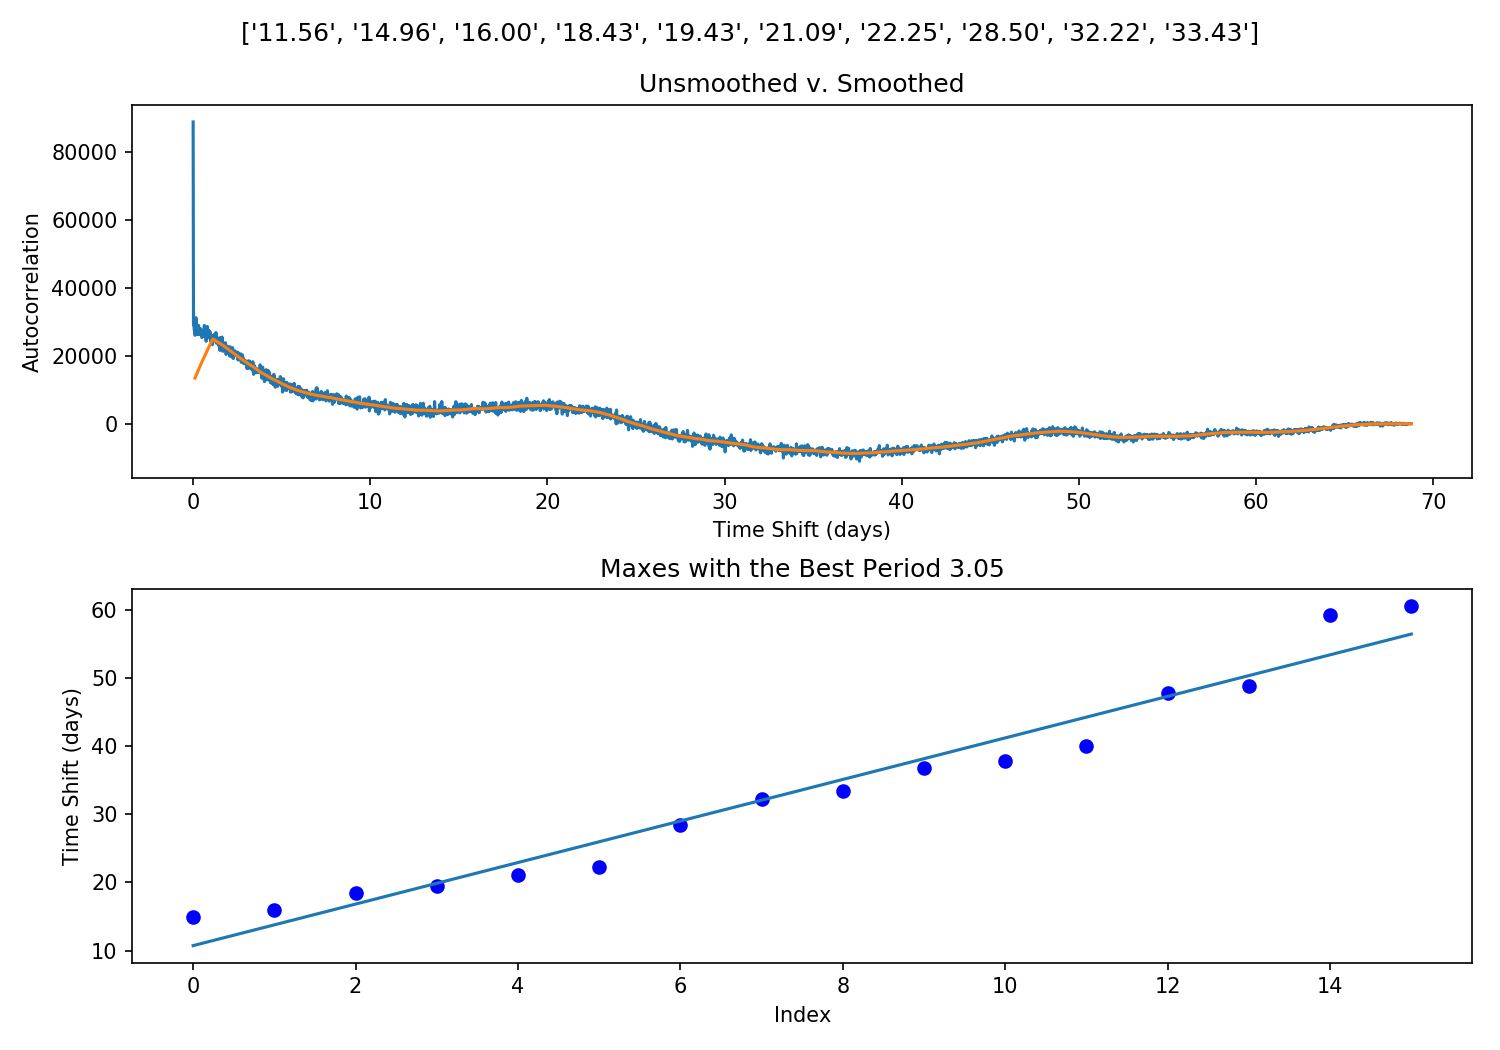 ['11.56', '14.96', '16.00', '18.43', '19.43', '21.09', '22.25', '28.50', '32.22', '33.43']
Unsmoothed v. Smoothed
Autocorrelation
80000
60000
40000
20000
0
0 10 20 30 40 50 60 70
Time Shift (days)
Maxes with the Best Period 3.05
Time Shift (days)
60
50
40
30
20
10
0 2 4 6 8 10 12 14
Index